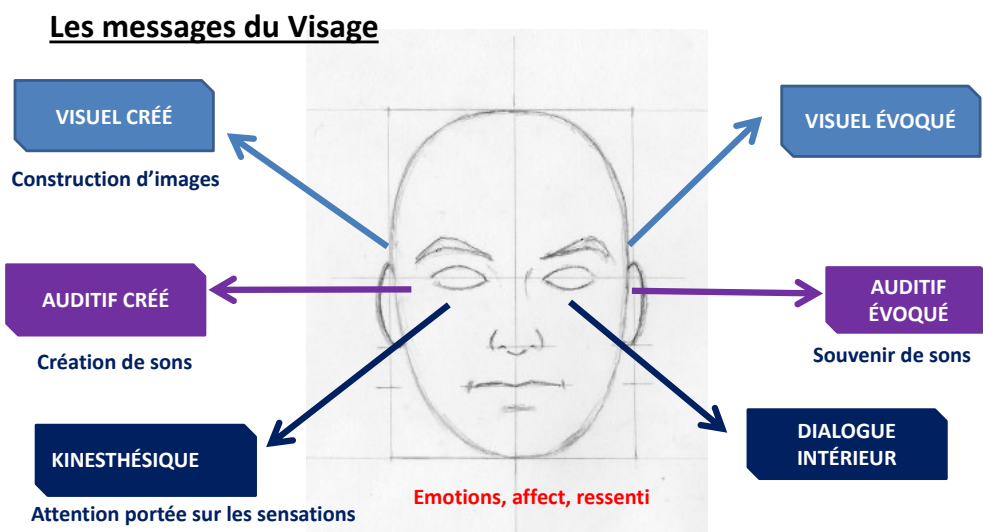 Les messages du Visage
VISUEL CRÉÉ
VISUEL ÉVOQUÉ
Construction d’images
AUDITIF CRÉÉ
AUDITIF
ÉVOQUÉ
Création de sons
Souvenir de sons
KINESTHÉSIQUE
DIALOGUE
INTÉRIEUR
Emotions, affect, ressenti
Attention portée sur les sensations